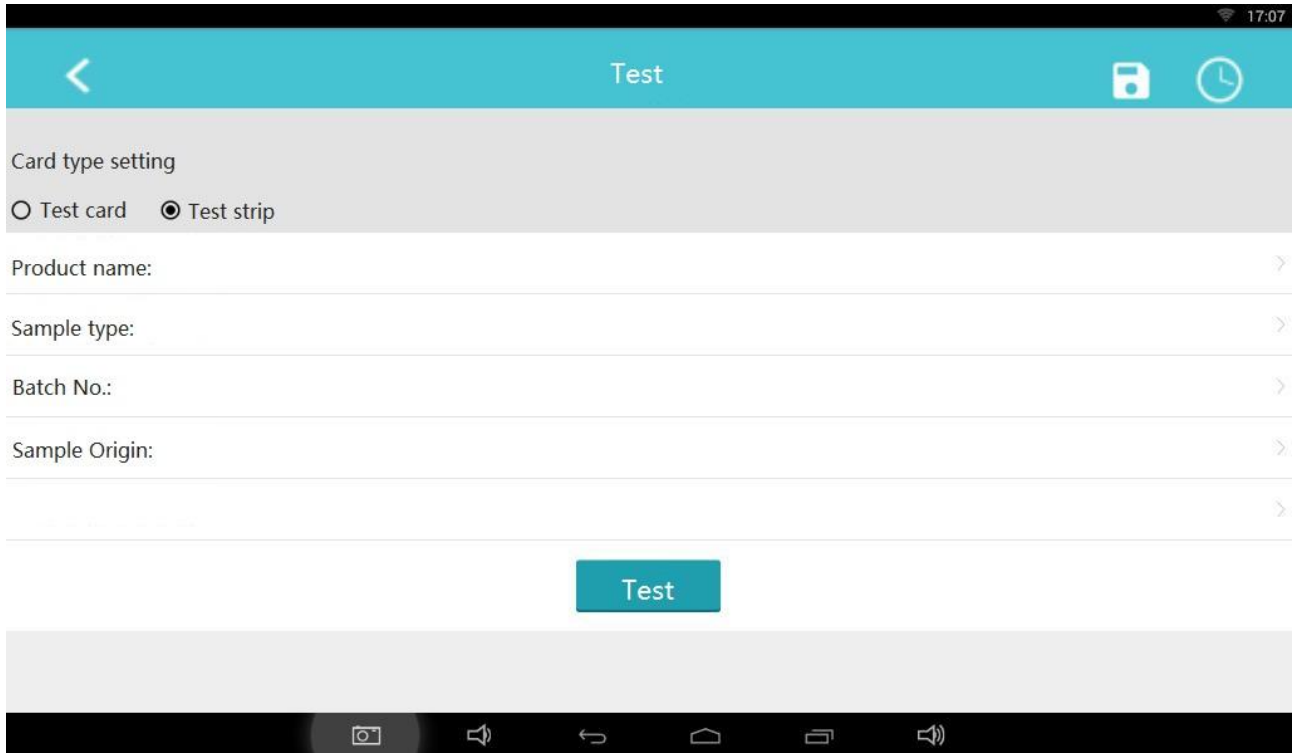 17:07
Test
Card type setting
Test card Test strip
Product name:
Sample type:
Batch No.:
Sample Origin:
Test